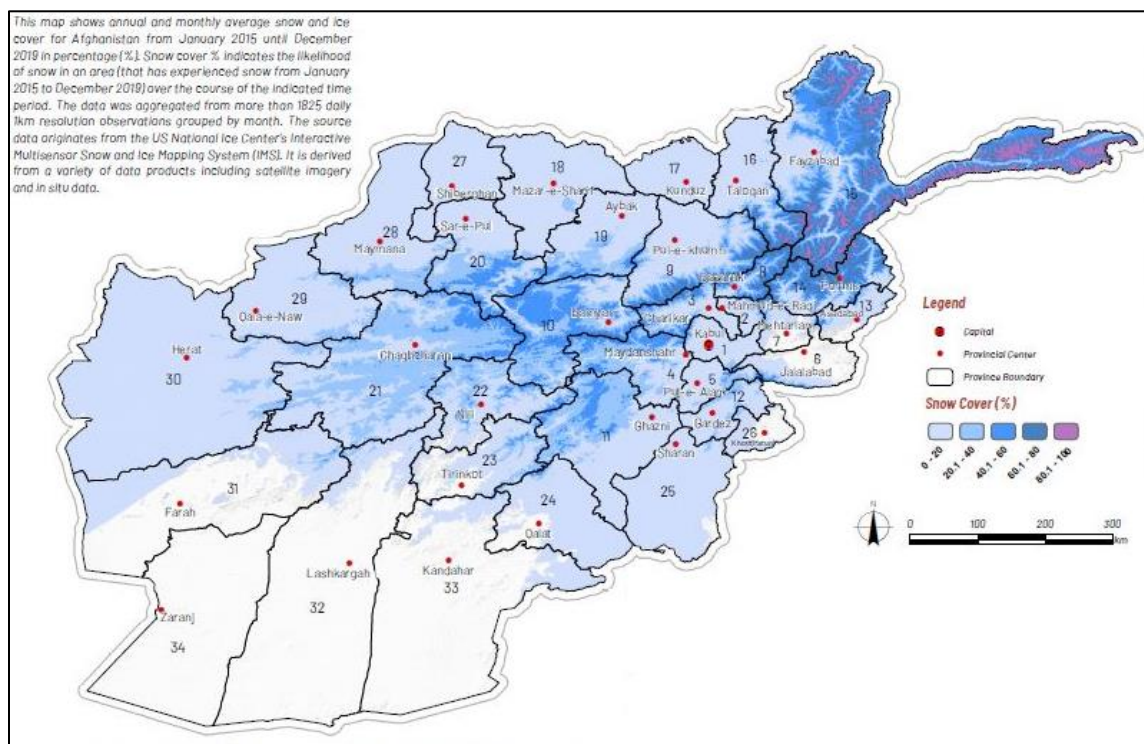 This map shows annual and monthly average snow and ice
cover for Afghanistan from January 2015 until December
2019 in percentage (%). Snow cover % indicates the likelihood
of snow in an area (that has experienced snow from January
2015 to December 2019) over the course of the indicated time
period. The data was aggregated from more than 1825 daily
1km resolution observations grouped by month. The source
data originates from the US National Ice Center's Interactive
Multisensor Snow and Ice Mapping System (IMS). It is derived
from a variety of data products including satellite imagery
and in situ data.
27
18
17
16
Fayzabad
Shiberghan
Mazar-e-Sharif
Kunduz
Taloqan
15
Sar-e-Pul
Aybak
28
Maymana
19
Pul-e-khumri
20
9
8
14
Parunis
29
Qala-e-Naw
3
Mahmud-e-Raqi
13
Asadabad
10
Bamyan
Charikar
2
Mehtarlam
Kabul
7
Herat
Chaghcharan
Maydanshahr
1
6
Jalalabad
30
4
5
Pul-e-Alam
21
22
Nili
12
11
Ghazni
Gardez
26
Sharan
23
Tirinkot
31
24
25
Farah
Qalat
Lashkargah
Kandahar
33
32
Zaranj
34
Legend
Capital
Provincial Center
Province Boundary
Snow Cover (%)
0 - 20
20.1 - 40
40.1 - 60
60.1 - 80
80.1 - 100
N
0 100 200 300
km